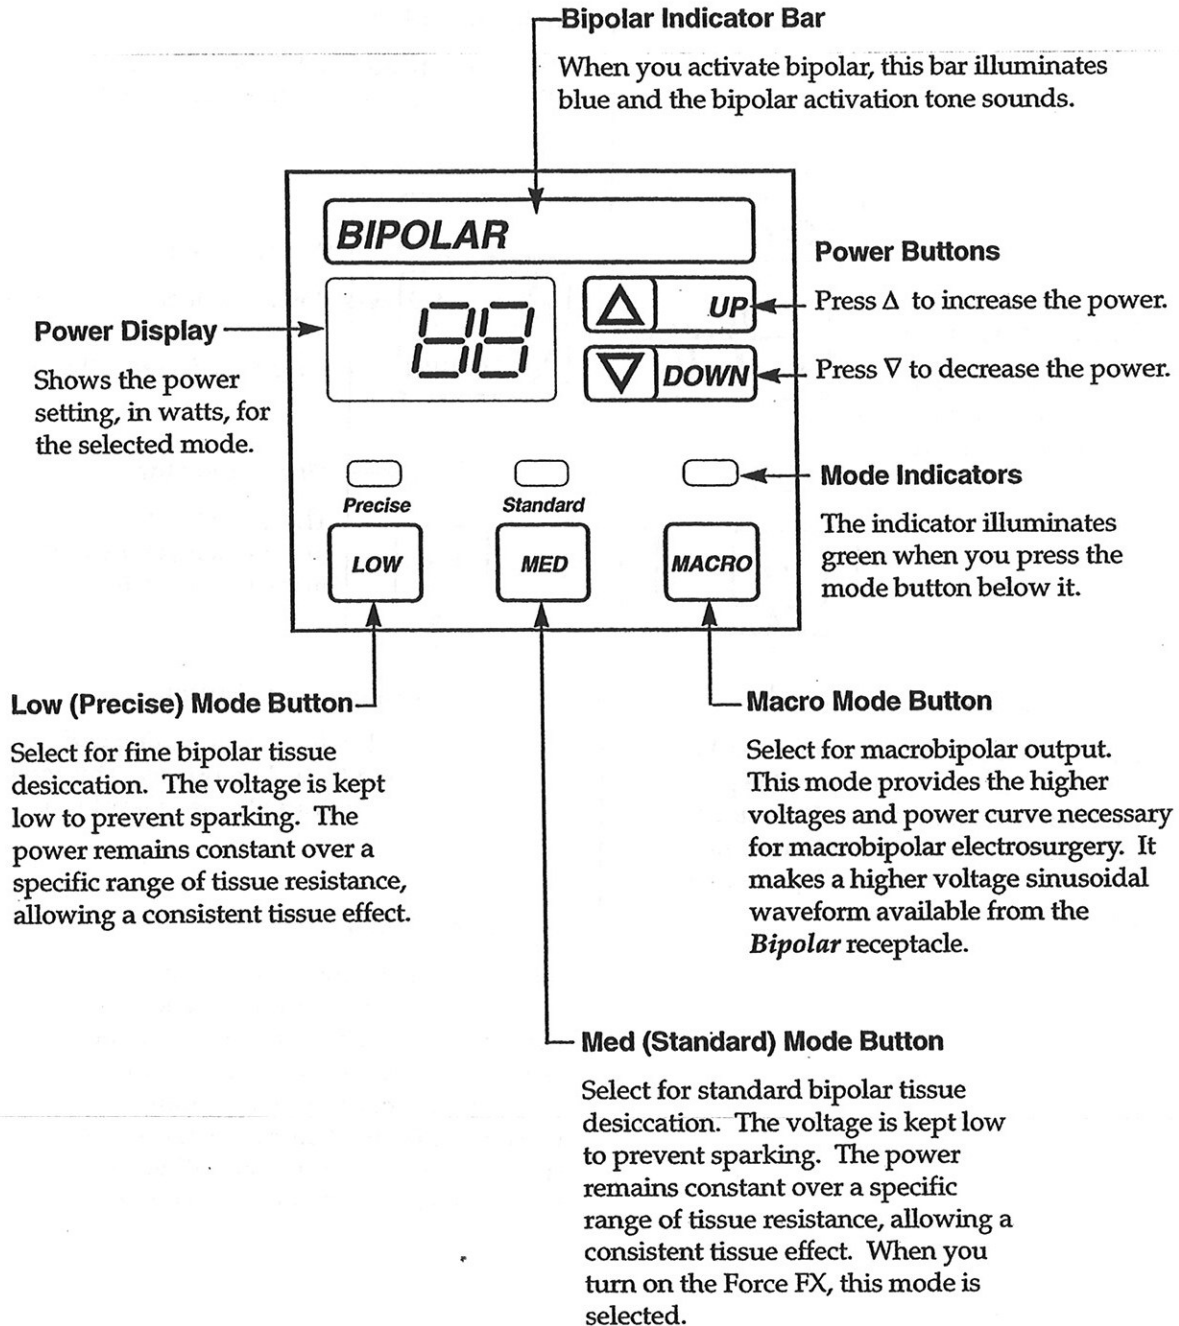 Bipolar Indicator Bar
When you activate bipolar, this bar illuminates
blue and the bipolar activation tone sounds.
BIPOLAR
88
UP
DOWN
Power Buttons
Press Δ to increase the power.
Press ∇ to decrease the power.
Power Display
Shows the power
setting, in watts, for
the selected mode.
Precise
Standard
LOW
MED
MACRO
Mode Indicators
The indicator illuminates
green when you press the
mode button below it.
Low (Precise) Mode Button
Select for fine bipolar tissue
desiccation. The voltage is kept
low to prevent sparking. The
power remains constant over a
specific range of tissue resistance,
allowing a consistent tissue effect.
Macro Mode Button
Select for macrobipolar output.
This mode provides the higher
voltages and power curve necessary
for macrobipolar electrosurgery. It
makes a higher voltage sinusoidal
waveform available from the
Bipolar receptacle.
Med (Standard) Mode Button
Select for standard bipolar tissue
desiccation. The voltage is kept low
to prevent sparking. The power
remains constant over a specific
range of tissue resistance, allowing a
consistent tissue effect. When you
turn on the Force FX, this mode is
selected.